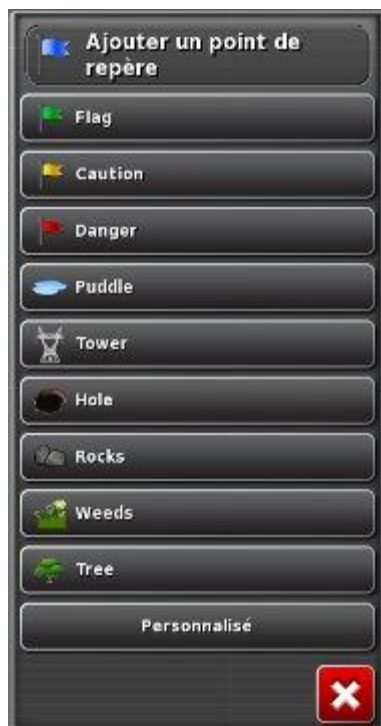 Ajouter un point de
repère
Flag
Caution
Danger
Puddle
Tower
Hole
Rocks
Weeds
Tree
Personnalisé